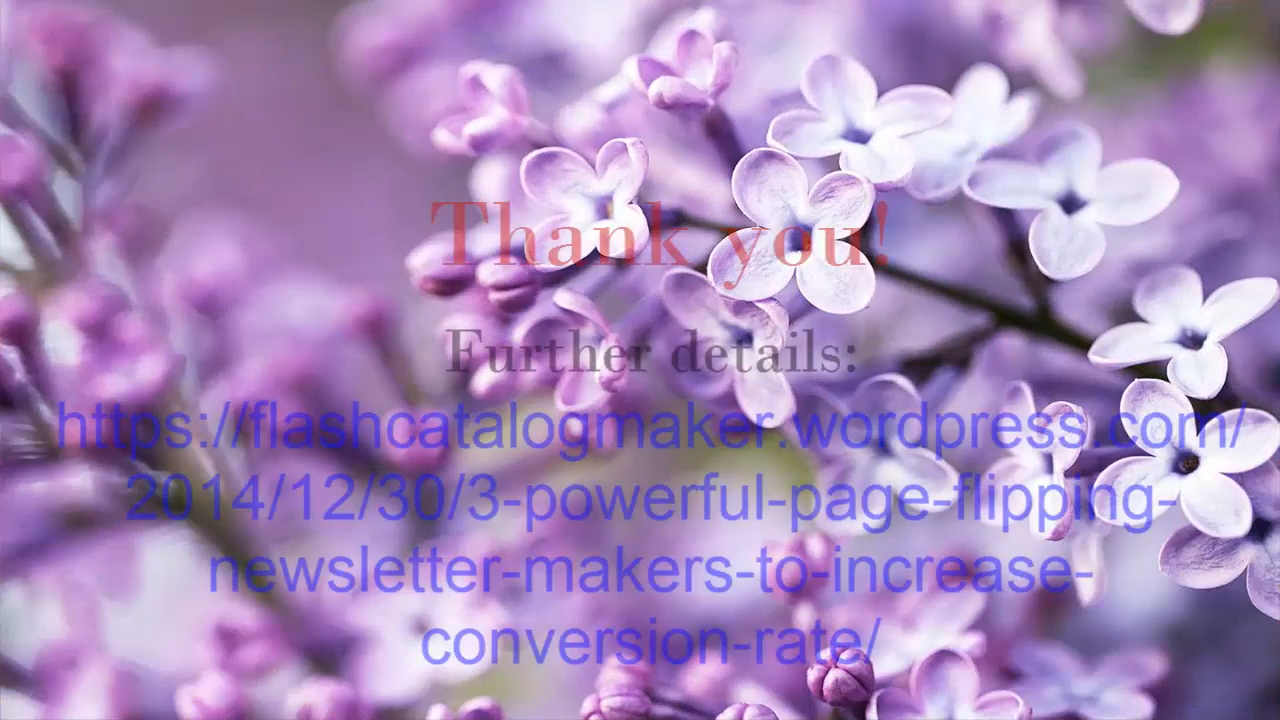 Thank you!
Further details:
https://flashcatalogmaker.wordpress.com/
2014/12/30/3-powerful-page-flipping-
newsletter-makers-to-increase-
conversion-rate/